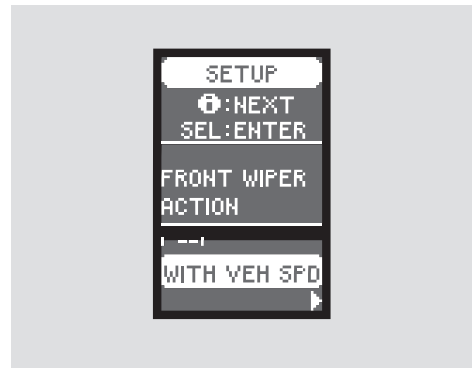 SETUP
i:NEXT
SEL:ENTER
FRONT WIPER
ACTION
WITH VEH SPD